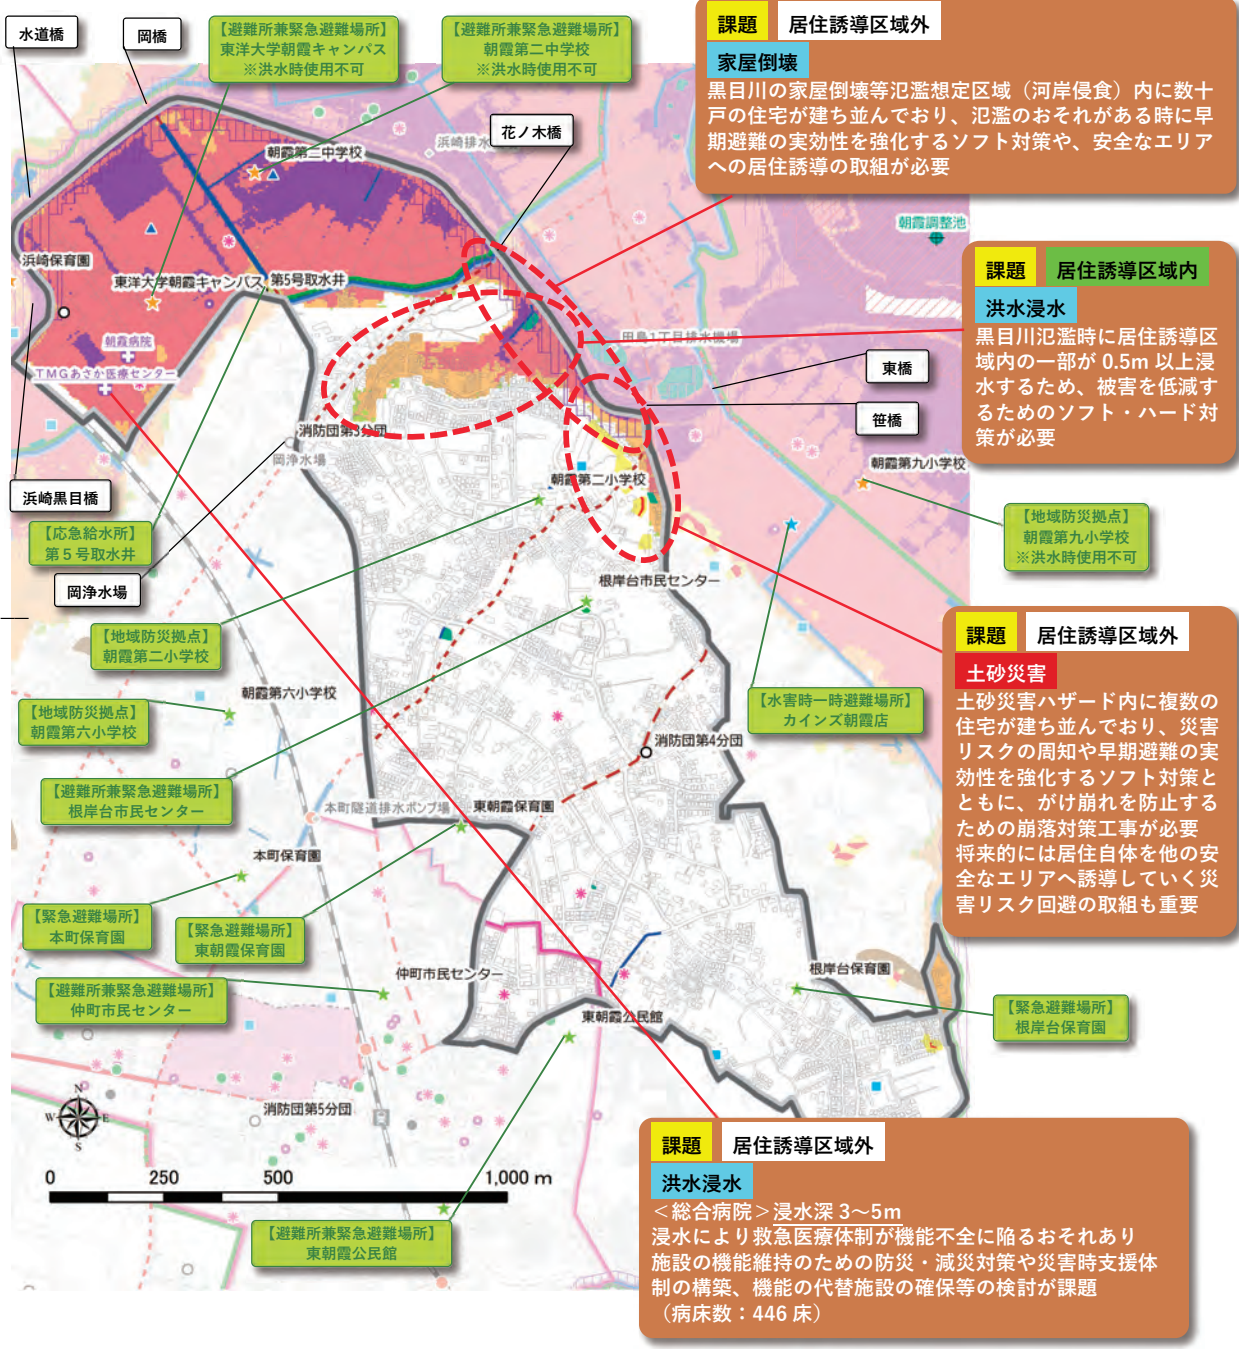 水道橋
岡橋
【避難所兼緊急避難場所】
東洋大学朝霞キャンパス
※洪水時使用不可
【避難所兼緊急避難場所】
朝霞第二中学校
※洪水時使用不可
課題 居住誘導区域外
家屋倒壊
黒目川の家屋倒壊等氾濫想定区域（河岸侵食）内に数十
戸の住宅が建ち並んでおり、氾濫のおそれがある時に早
期避難の実効性を強化するソフト対策や、安全なエリア
への居住誘導の取組が必要
花ノ木橋
浜崎排水
朝霞第二中学校
朝霞調整池
浜崎保育園
東洋大学朝霞キャンパス
第5号取水井
課題 居住誘導区域内
洪水浸水
黒目川氾濫時に居住誘導区
域内の一部が 0.5m 以上浸
水するため、被害を低減す
るためのソフト・ハード対
策が必要
朝霞病院
TMGあさか医療センター
田島1丁目排水機場
東橋
笹橋
消防団第3分団
岡浄水場
朝霞第二小学校
朝霞第九小学校
浜崎黒目橋
【応急給水所】
第５号取水井
【地域防災拠点】
朝霞第九小学校
※洪水時使用不可
岡浄水場
根岸台市民センター
【地域防災拠点】
朝霞第二小学校
課題 居住誘導区域外
土砂災害
土砂災害ハザード内に複数の
住宅が建ち並んでおり、災害
リスクの周知や早期避難の実
効性を強化するソフト対策と
ともに、がけ崩れを防止する
ための崩落対策工事が必要
将来的には居住自体を他の安
全なエリアへ誘導していく災
害リスク回避の取組も重要
朝霞第六小学校
【地域防災拠点】
朝霞第六小学校
【水害時一時避難場所】
カインズ朝霞店
消防団第4分団
【避難所兼緊急避難場所】
根岸台市民センター
本町隧道排水ポンプ場
東朝霞保育園
本町保育園
【緊急避難場所】
本町保育園
【緊急避難場所】
東朝霞保育園
仲町市民センター
根岸台保育園
【避難所兼緊急避難場所】
仲町市民センター
【緊急避難場所】
根岸台保育園
東朝霞公民館
消防団第5分団
N
W E
S
0 250 500 1,000 m
【避難所兼緊急避難場所】
東朝霞公民館
課題 居住誘導区域外
洪水浸水
＜総合病院＞浸水深 3～5m
浸水により救急医療体制が機能不全に陥るおそれあり
施設の機能維持のための防災・減災対策や災害時支援体
制の構築、機能の代替施設の確保等の検討が課題
（病床数：446 床）